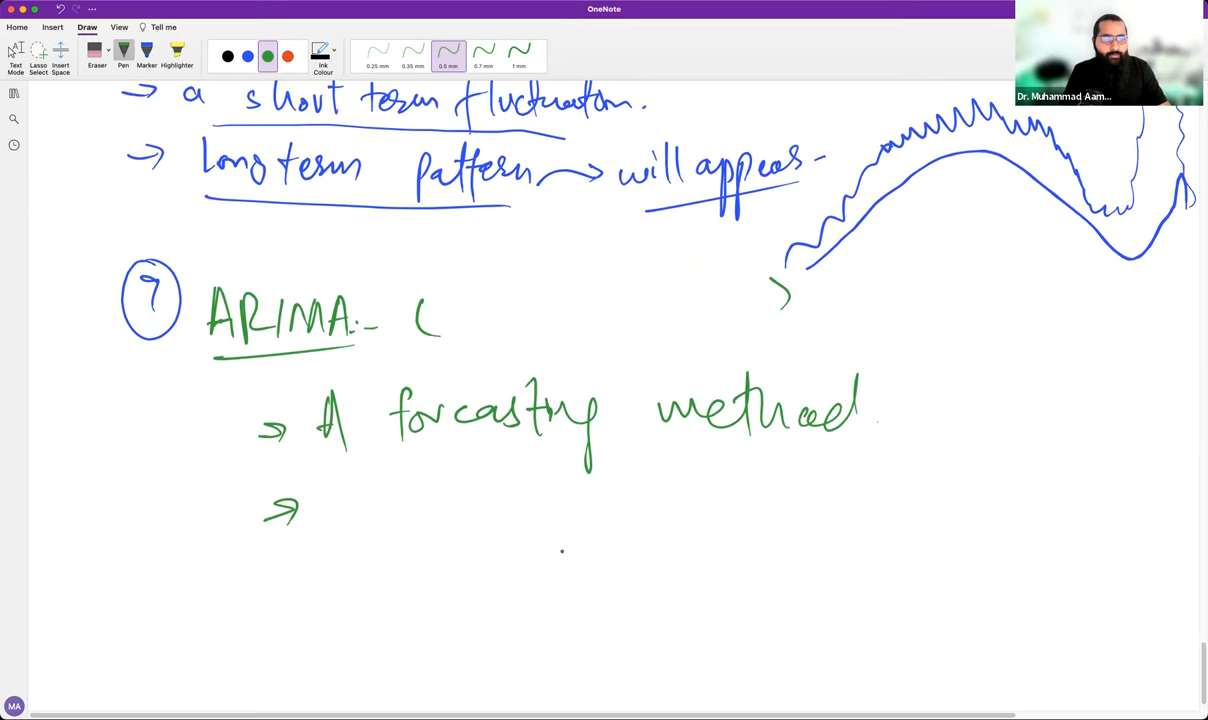 OneNote
Home Insert Draw View Tell me
Text Mode
Lasso Select
Insert Space
Eraser
Pen
Marker
Highlighter
Ink Colour
0.25 mm
0.35 mm
0.5 mm
0.7 mm
1 mm
Dr. Muhammad Aam...
→ a short term fluctuation.
→ Long term pattern → will appears-
9 ARIMA:- (
→ A forcasting method.
→
MA